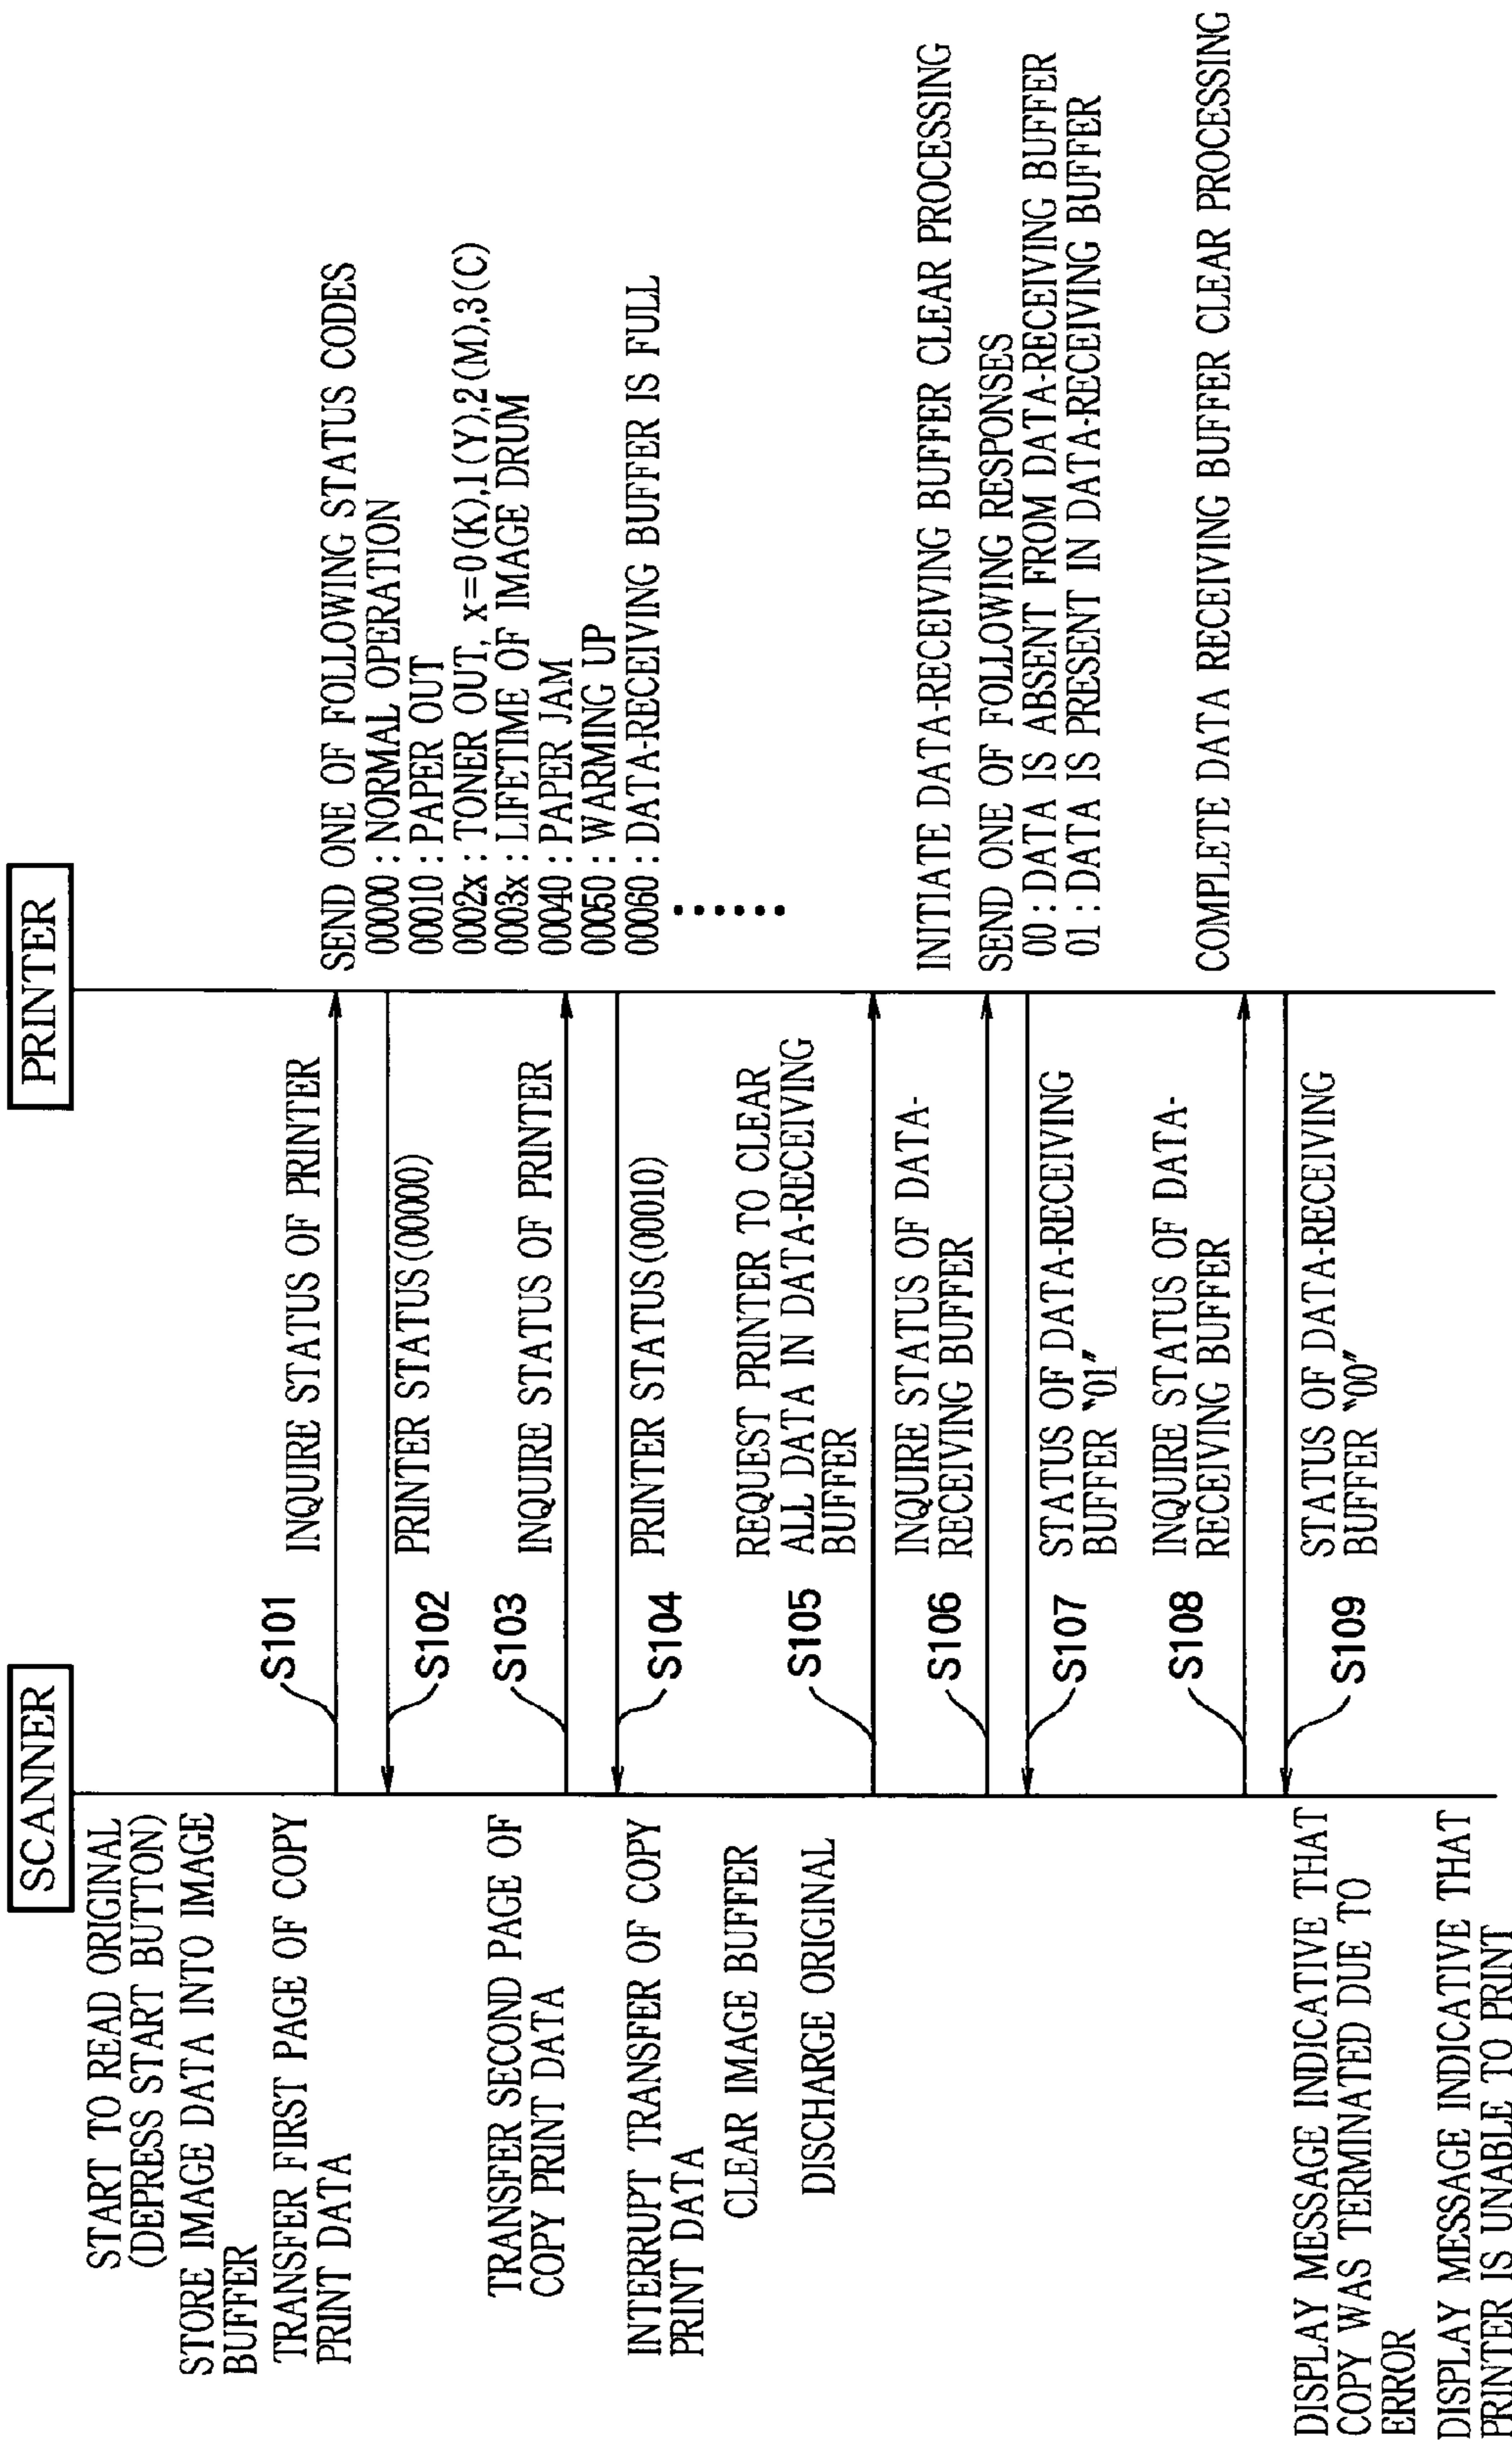 SCANNER
PRINTER
START TO READ ORIGINAL
(DEPRESS START BUTTON)
STORE IMAGE DATA INTO IMAGE
BUFFER
TRANSFER FIRST PAGE OF COPY
PRINT DATA
S101
INQUIRE STATUS OF PRINTER
SEND ONE OF FOLLOWING STATUS CODES
00000 : NORMAL OPERATION
00010 : PAPER OUT
0002x : TONER OUT, x=0(K),1(Y),2(M),3(C)
0003x : LIFETIME OF IMAGE DRUM
00040 : PAPER JAM
00050 : WARMING UP
00060 : DATA-RECEIVING BUFFER IS FULL
......
S102
PRINTER STATUS(00000)
TRANSFER SECOND PAGE OF
COPY PRINT DATA
S103
INQUIRE STATUS OF PRINTER
S104
PRINTER STATUS(00010)
INTERRUPT TRANSFER OF COPY
PRINT DATA
CLEAR IMAGE BUFFER
DISCHARGE ORIGINAL
S105
REQUEST PRINTER TO CLEAR
ALL DATA IN DATA-RECEIVING
BUFFER
INITIATE DATA-RECEIVING BUFFER CLEAR PROCESSING
S106
INQUIRE STATUS OF DATA-
RECEIVING BUFFER
SEND ONE OF FOLLOWING RESPONSES
00 : DATA IS ABSENT FROM DATA-RECEIVING BUFFER
01 : DATA IS PRESENT IN DATA-RECEIVING BUFFER
S107
STATUS OF DATA-RECEIVING
BUFFER "01"
S108
INQUIRE STATUS OF DATA-
RECEIVING BUFFER
COMPLETE DATA RECEIVING BUFFER CLEAR PROCESSING
S109
STATUS OF DATA-RECEIVING
BUFFER "00"
DISPLAY MESSAGE INDICATIVE THAT
COPY WAS TERMINATED DUE TO
ERROR
DISPLAY MESSAGE INDICATIVE THAT
PRINTER IS UNABLE TO PRINT